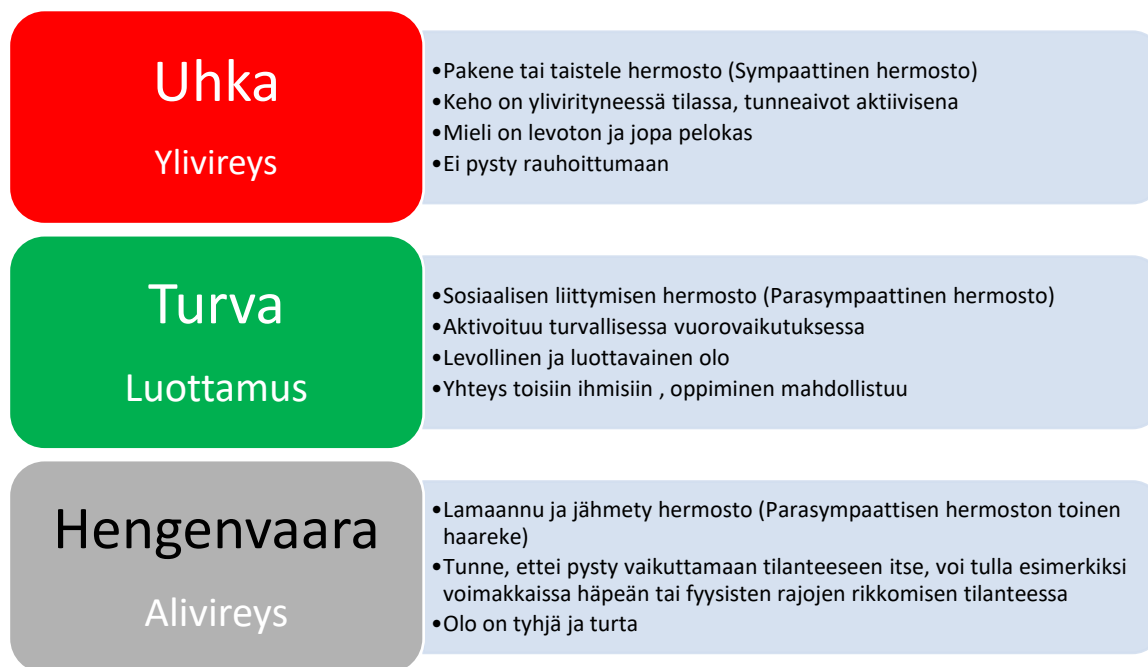 Uhka
Ylivireys
•Pakene tai taistele hermosto (Sympaattinen hermosto)
•Keho on ylivirityneessä tilassa, tunneaivot aktiivisena
•Mieli on levoton ja jopa pelokas
•Ei pysty rauhoittumaan
Turva
Luottamus
•Sosiaalisen liittymisen hermosto (Parasympaattinen hermosto)
•Aktivoituu turvallisessa vuorovaikutuksessa
•Levollinen ja luottavainen olo
•Yhteys toisiin ihmisiin , oppiminen mahdollistuu
Hengenvaara
Alivireys
•Lamaannu ja jähmety hermosto (Parasympaattisen hermoston toinen
haareke)
•Tunne, ettei pysty vaikuttamaan tilanteeseen itse, voi tulla esimerkiksi
voimakkaissa häpeän tai fyysisten rajojen rikkomisen tilanteessa
•Olo on tyhjä ja turta